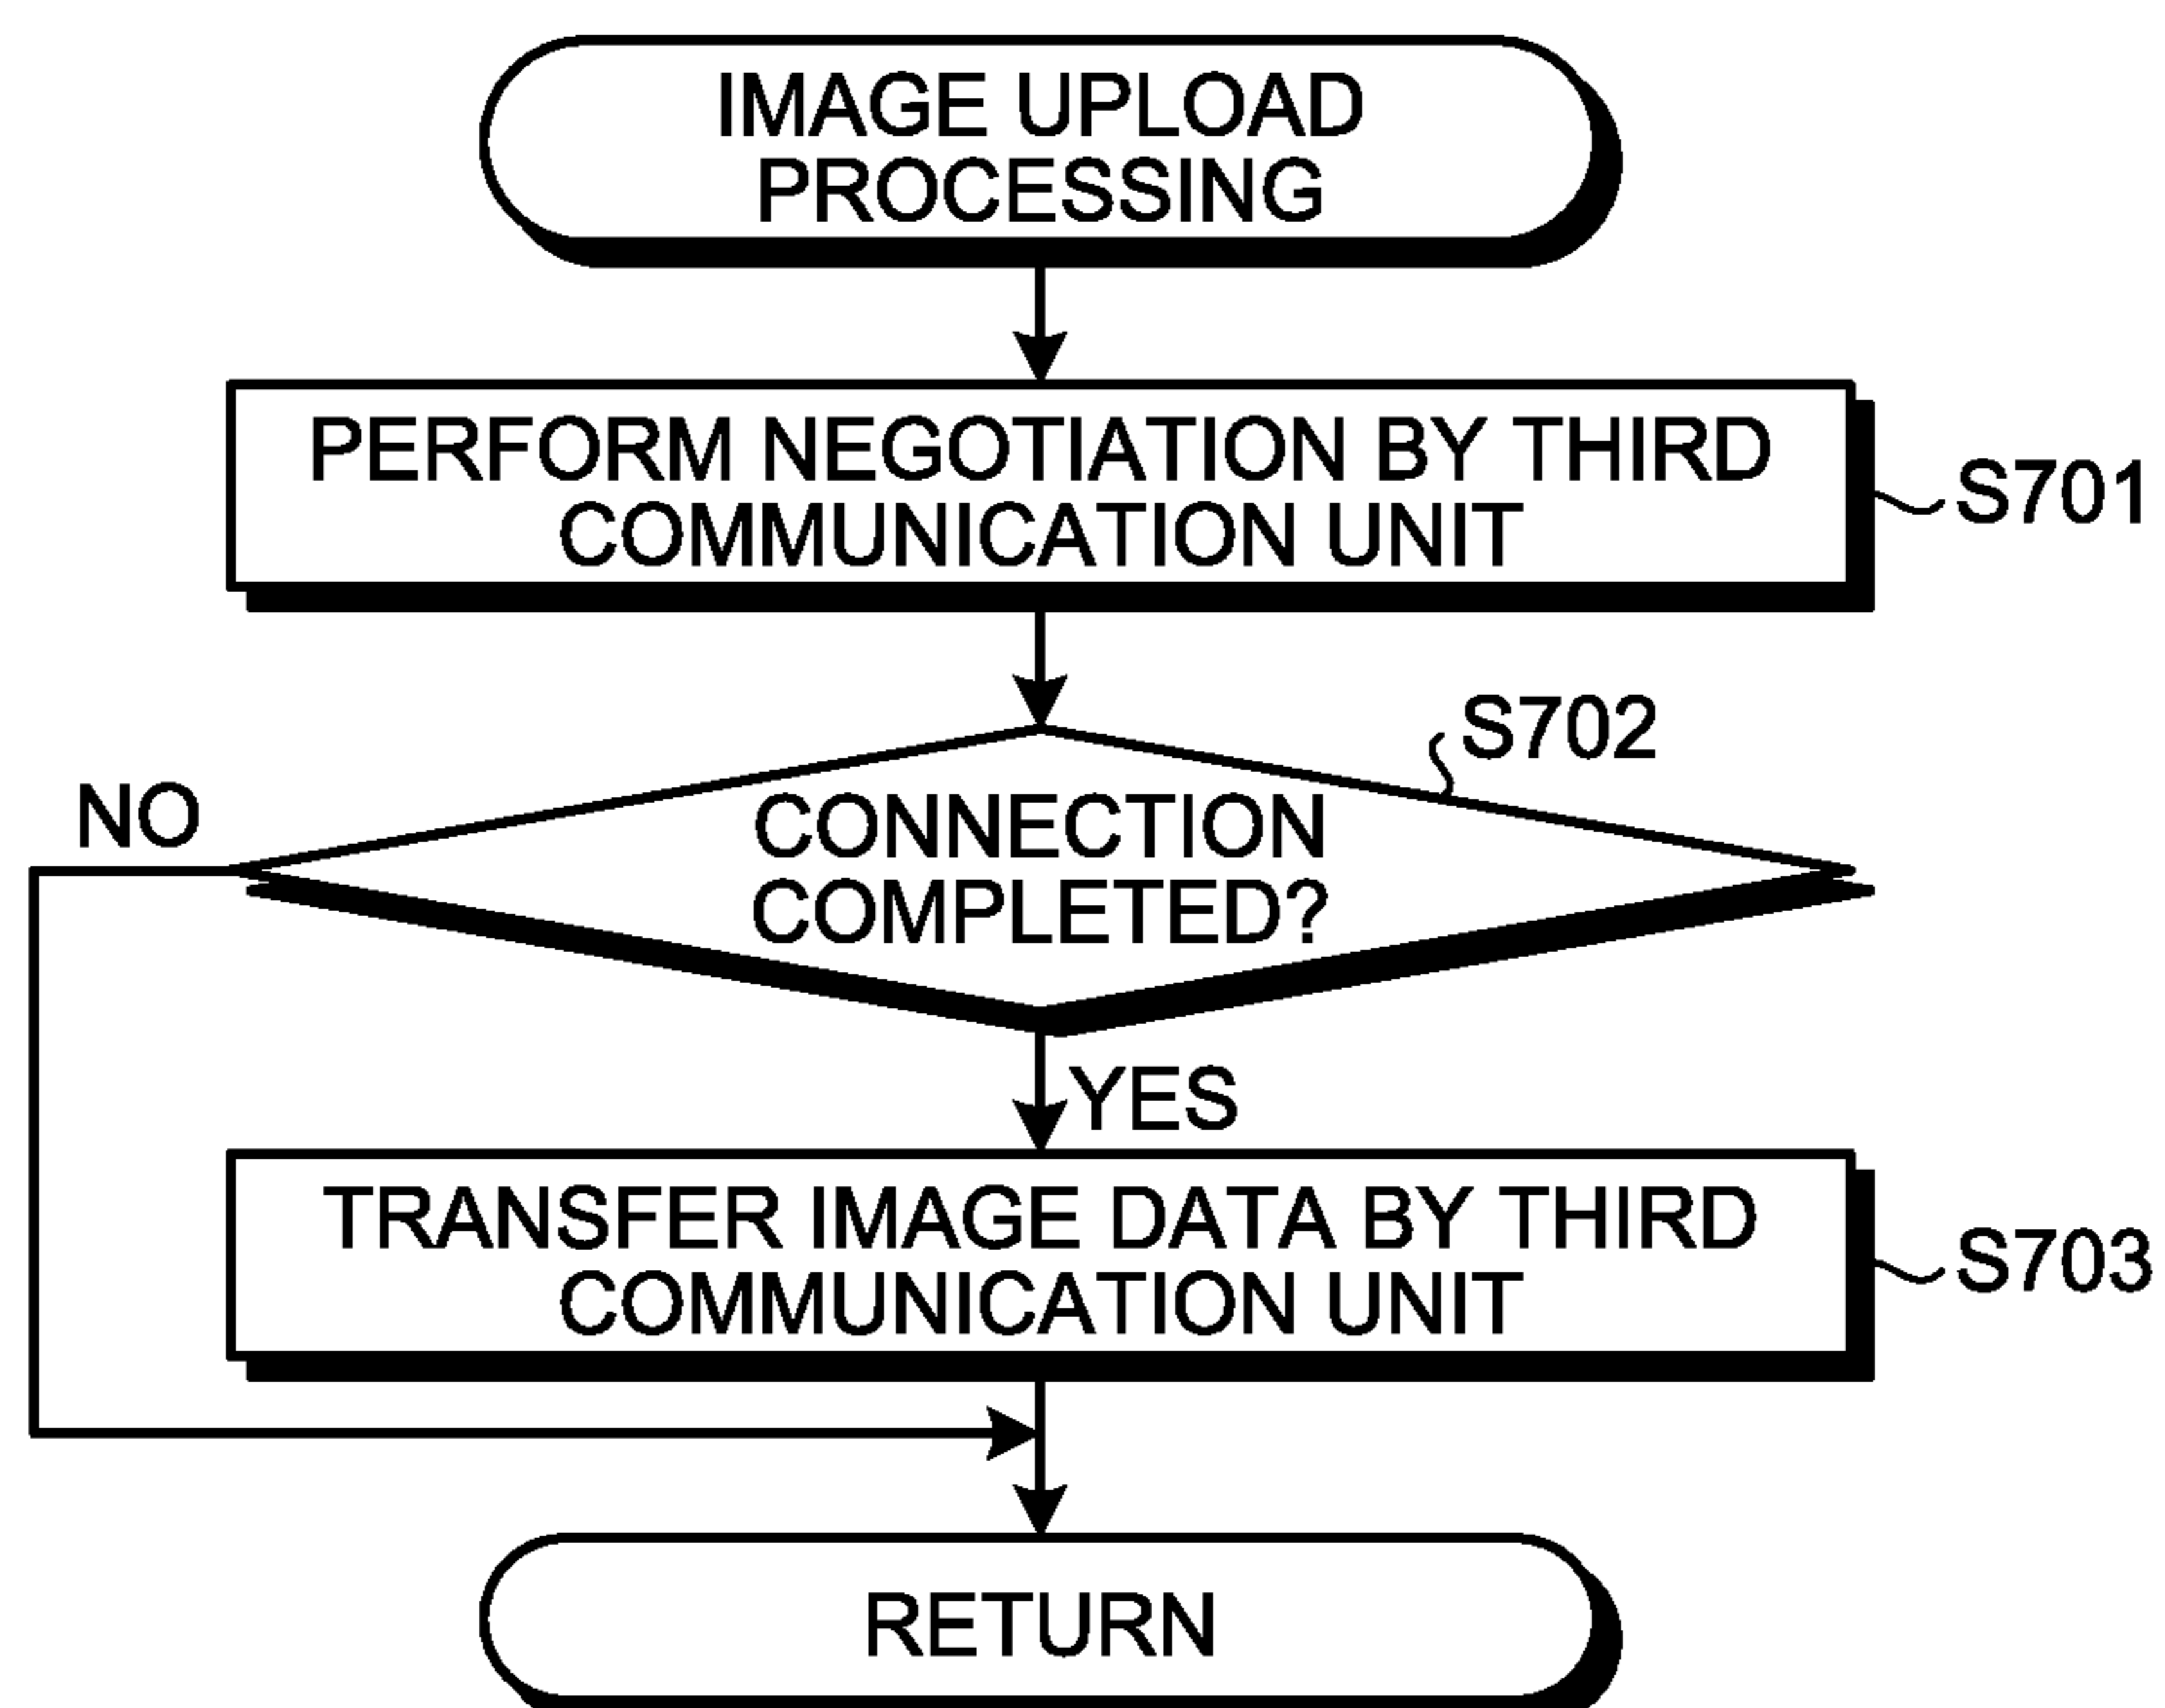 IMAGE UPLOAD
PROCESSING
PERFORM NEGOTIATION BY THIRD
COMMUNICATION UNIT
S701
S702
NO
CONNECTION
COMPLETED?
YES
TRANSFER IMAGE DATA BY THIRD
COMMUNICATION UNIT
S703
RETURN